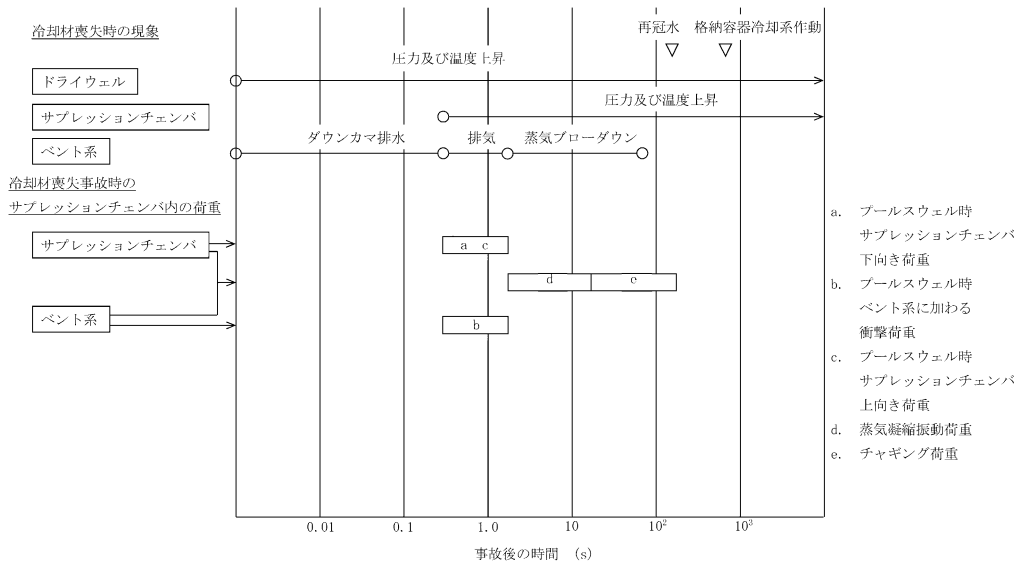 冷却材喪失時の現象
再冠水 格納容器冷却系作動
圧力及び温度上昇
ドライウェル
圧力及び温度上昇
サプレッションチェンバ
ダウンカマ排水 排気 蒸気ブローダウン
ベント系
冷却材喪失事故時の
サプレッションチェンバ内の荷重
サプレッションチェンバ
a c
d e
ベント系
b
a. プールスウェル時
サプレッションチェンバ
下向き荷重
b. プールスウェル時
ベント系に加わる
衝撃荷重
c. プールスウェル時
サプレッションチェンバ
上向き荷重
d. 蒸気凝縮振動荷重
e. チャギング荷重
0.01 0.1 1.0 10 10² 10³
事故後の時間 (s)